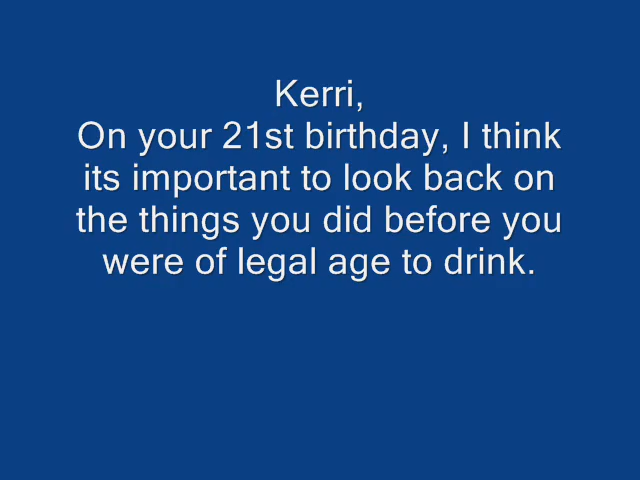 Kerri,
On your 21st birthday, I think
its important to look back on
the things you did before you
were of legal age to drink.